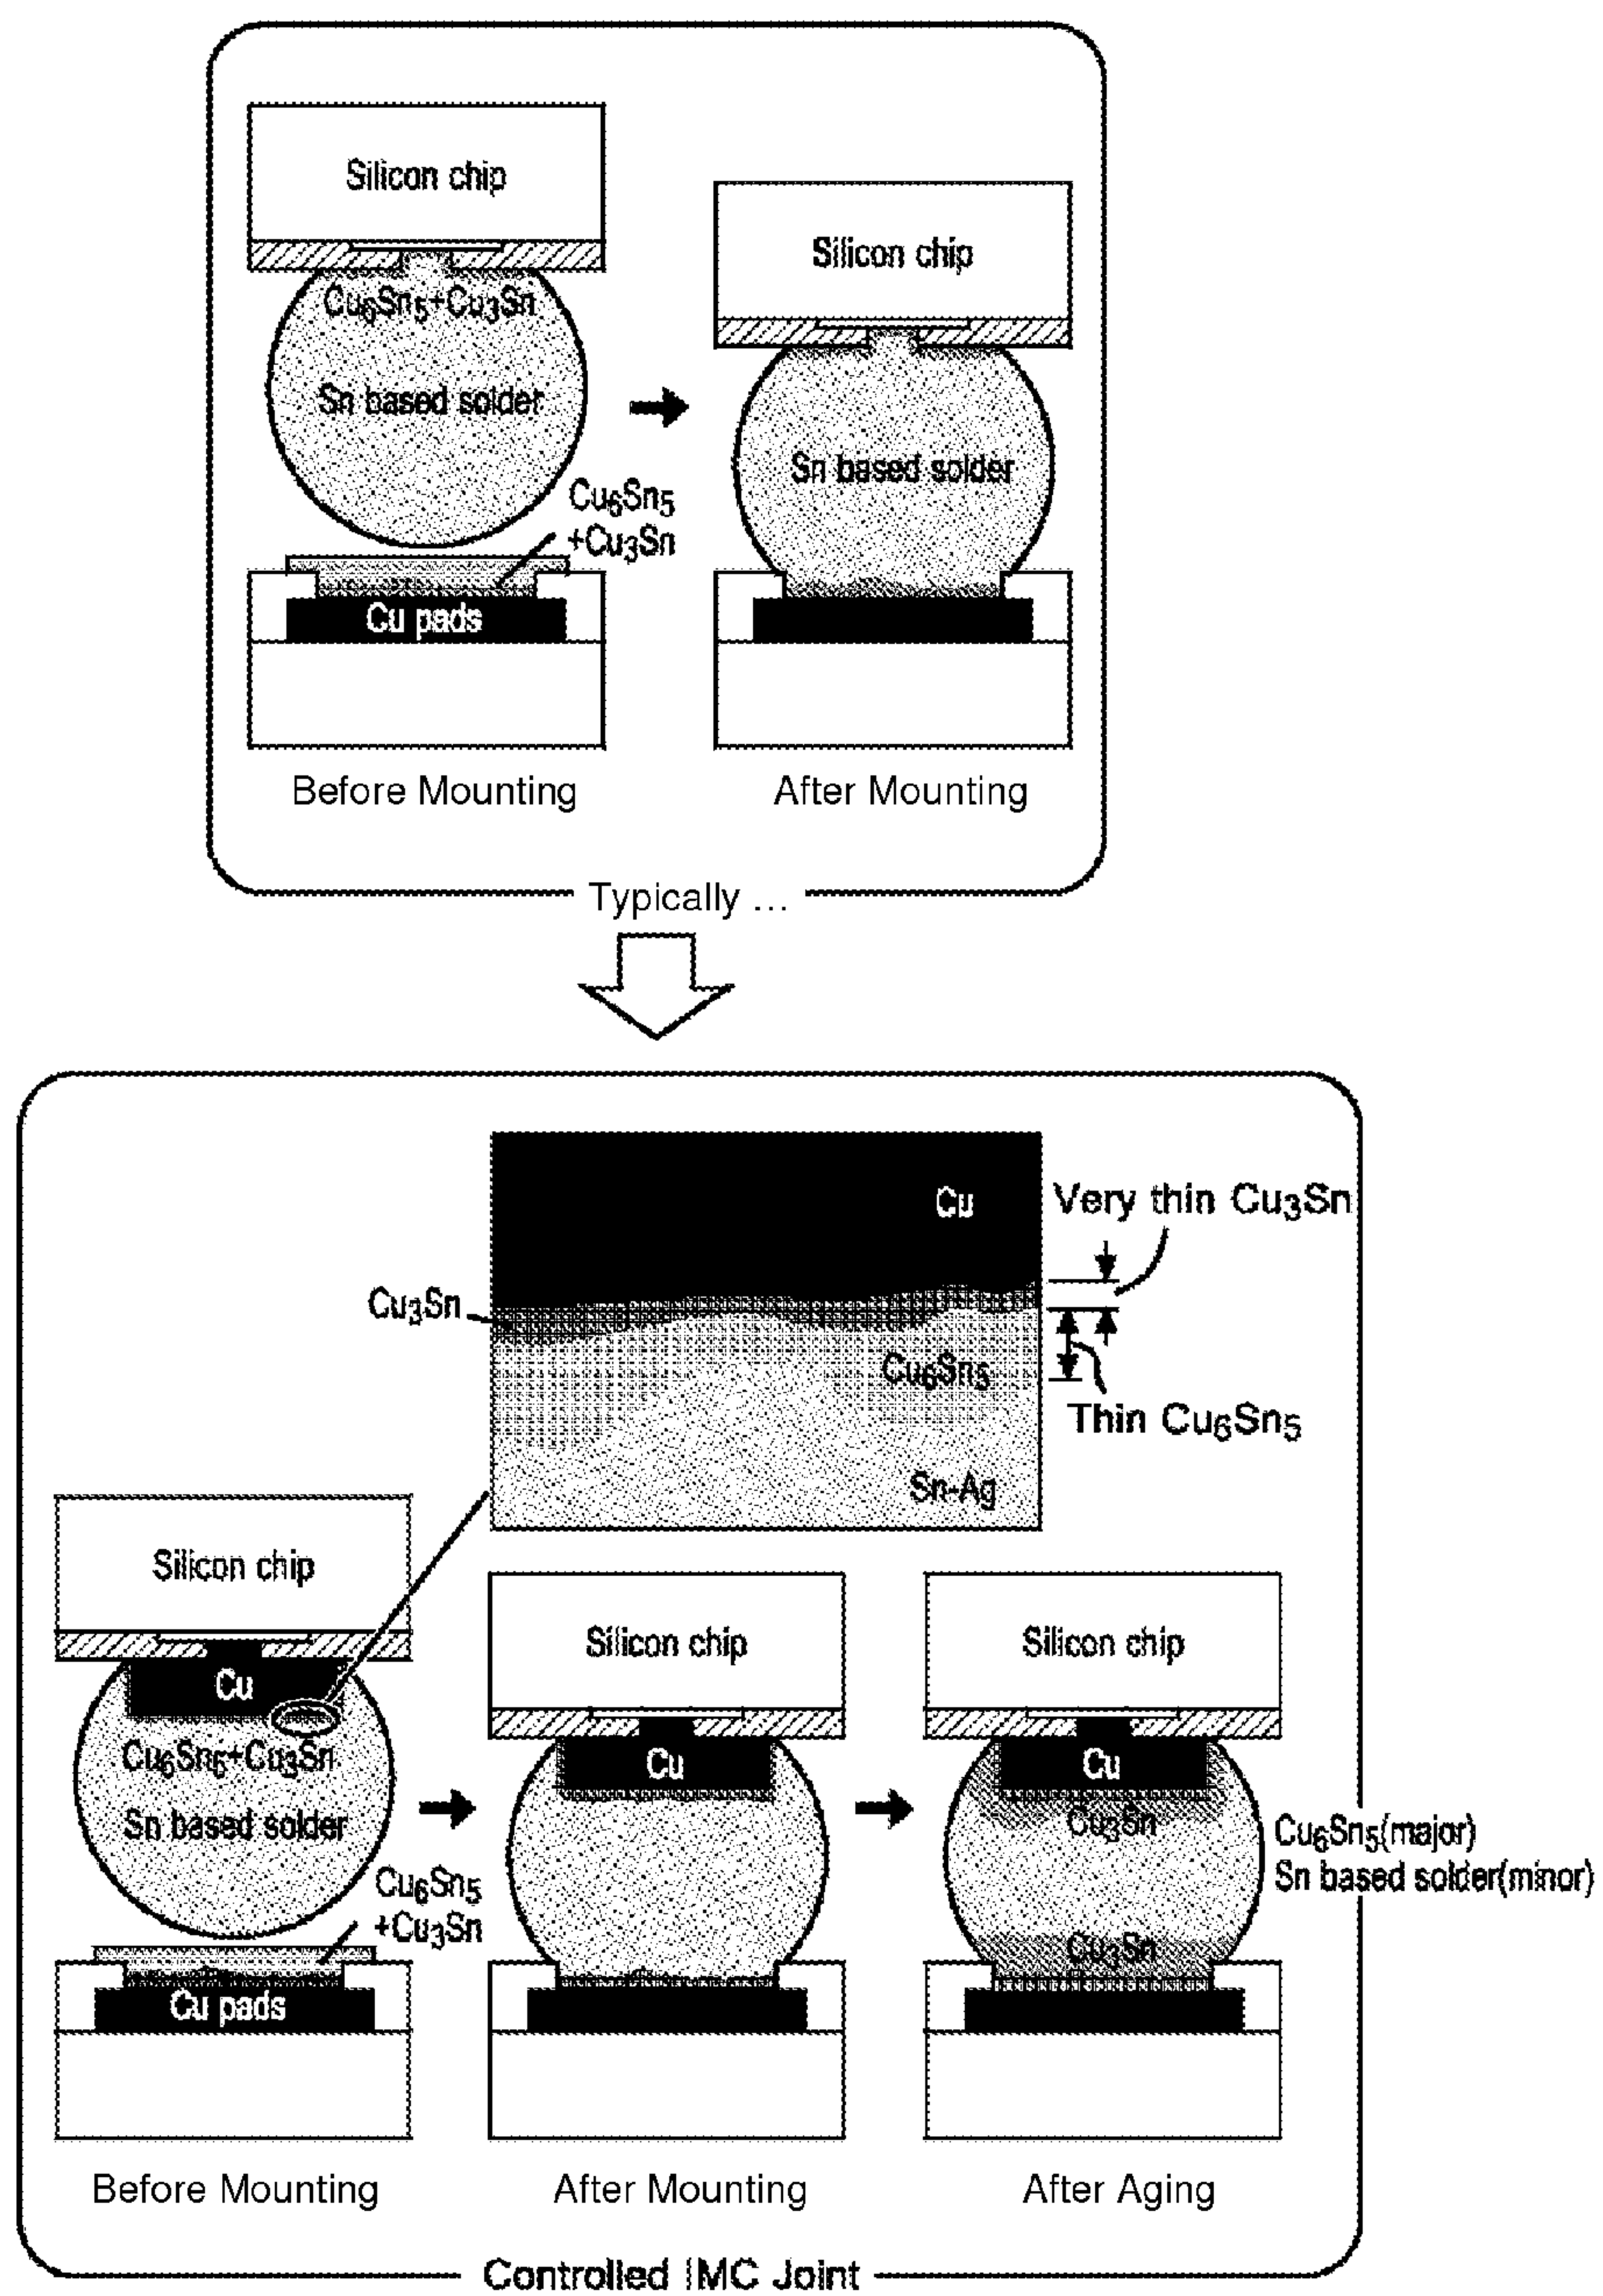 Silicon chip
Cu₆Sn₅+Cu₃Sn
Sn based solder
Cu₆Sn₅
+Cu₃Sn
Cu pads
Before Mounting
Silicon chip
Sn based solder
After Mounting
Typically ...
Cu
Very thin Cu₃Sn
Cu₃Sn
Cu₆Sn₅
Thin Cu₆Sn₅
Sn-Ag
Silicon chip
Cu
Cu₆Sn₅+Cu₃Sn
Sn based solder
Cu₆Sn₅
+Cu₃Sn
Cu pads
Before Mounting
Silicon chip
Cu
After Mounting
Silicon chip
Cu
Cu₃Sn
Cu₆Sn₅(major)
Sn based solder(minor)
Cu₃Sn
After Aging
Controlled IMC Joint